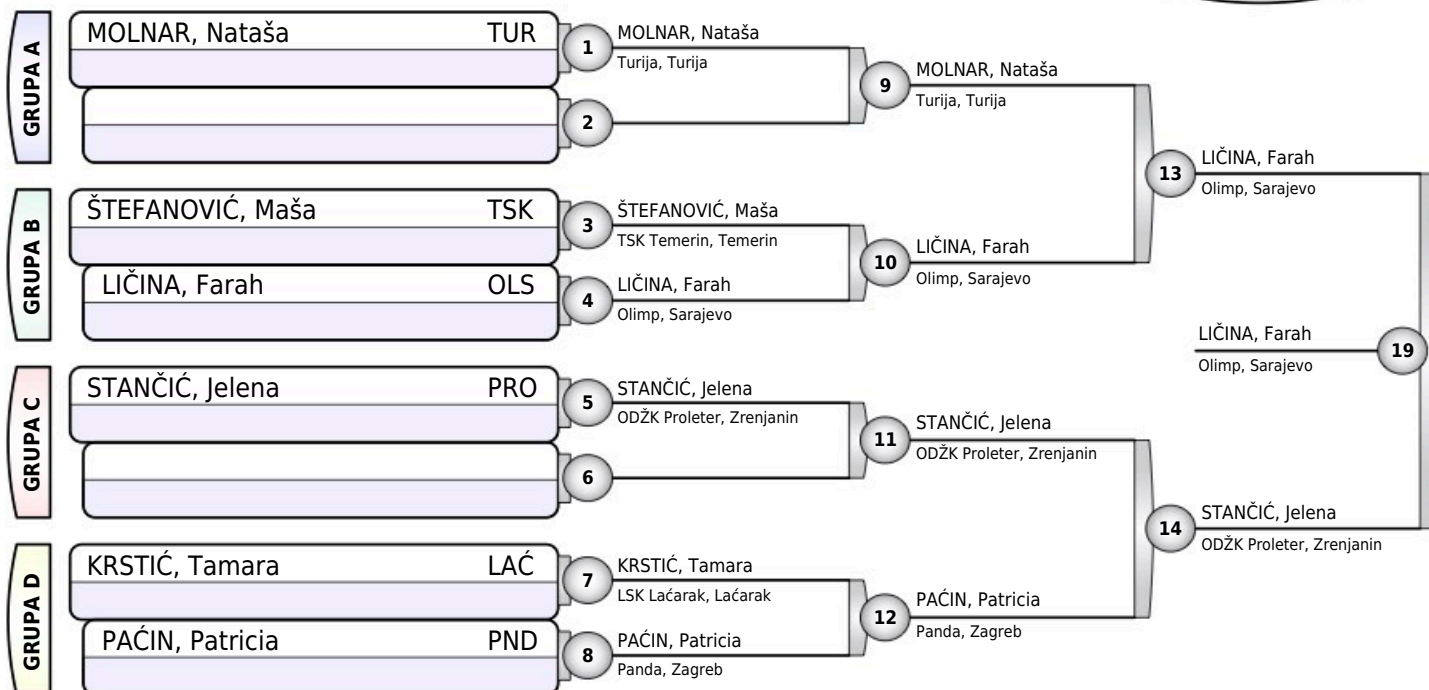 GRUPA A
MOLNAR, Nataša TUR
1
MOLNAR, Nataša
Turija, Turija
2
9
MOLNAR, Nataša
Turija, Turija
GRUPA B
ŠTEFANOVIĆ, Maša TSK
3
ŠTEFANOVIĆ, Maša
TSK Temerin, Temerin
LIČINA, Farah OLS
4
LIČINA, Farah
Olimp, Sarajevo
10
LIČINA, Farah
Olimp, Sarajevo
13
LIČINA, Farah
Olimp, Sarajevo
LIČINA, Farah
Olimp, Sarajevo
19
GRUPA C
STANČIĆ, Jelena PRO
5
STANČIĆ, Jelena
ODŽK Proleter, Zrenjanin
6
11
STANČIĆ, Jelena
ODŽK Proleter, Zrenjanin
GRUPA D
KRSTIĆ, Tamara LAĆ
7
KRSTIĆ, Tamara
LSK Laćarak, Laćarak
PAĆIN, Patricia PND
8
PAĆIN, Patricia
Panda, Zagreb
12
PAĆIN, Patricia
Panda, Zagreb
14
STANČIĆ, Jelena
ODŽK Proleter, Zrenjanin